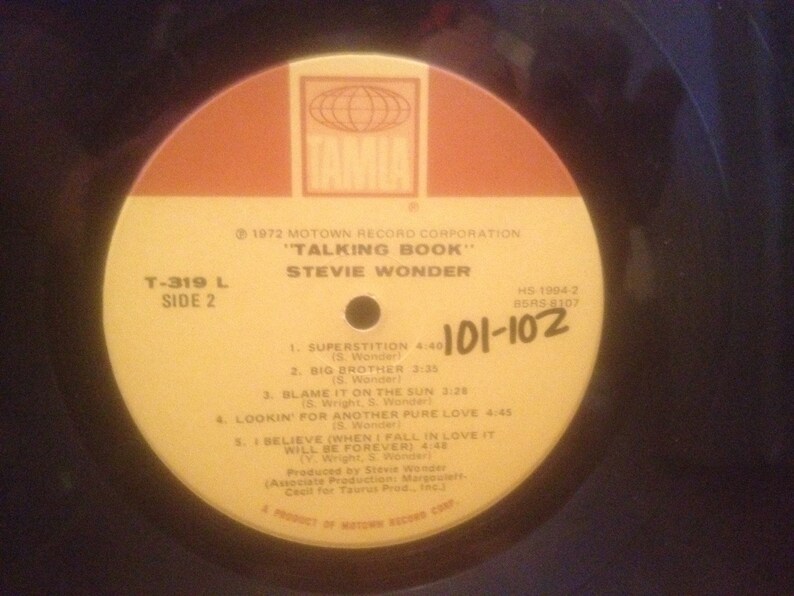 TAMLA
®
℗ 1972 MOTOWN RECORD CORPORATION
"TALKING BOOK"
STEVIE WONDER
T-319 L
SIDE 2
HS-1994-2
B5RS 8107
101-102
1. SUPERSTITION 4:40
(S. Wonder)
2. BIG BROTHER 3:35
(S. Wonder)
3. BLAME IT ON THE SUN 3:28
(S. Wright, S. Wonder)
4. LOOKIN' FOR ANOTHER PURE LOVE 4:45
(S. Wonder)
5. I BELIEVE (WHEN I FALL IN LOVE IT
WILL BE FOREVER) 4:48
(Y. Wright, S. Wonder)
Produced by Stevie Wonder
(Associate Production: Margouleff-
Cecil for Taurus Prod., Inc.)
A PRODUCT OF MOTOWN RECORD CORP.